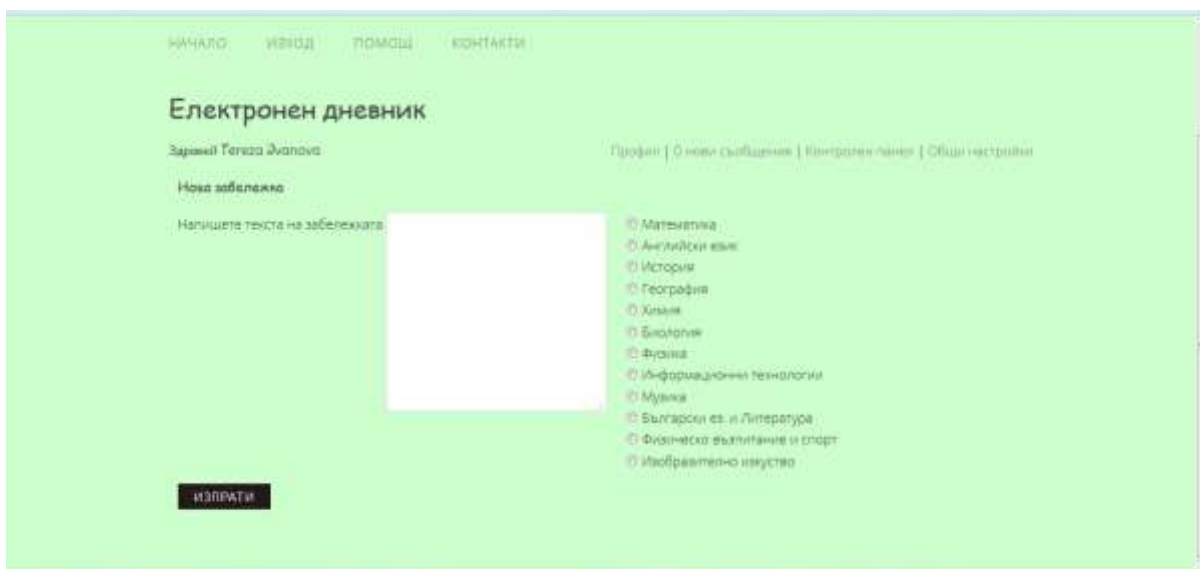 НАЧАЛО ИЗХОД ПОМОЩ КОНТАКТИ
Електронен дневник
Здравей Tereza Ivanova
Профил | 0 нови съобщения | Контролен панел | Общи настройки
Нова забележка
Напишете текста на забележката
Математика
Английски език
История
География
Химия
Биология
Физика
Информационни технологии
Музика
Български ез. и Литература
Физическо възпитание и спорт
Изобразително изкуство
ИЗПРАТИ